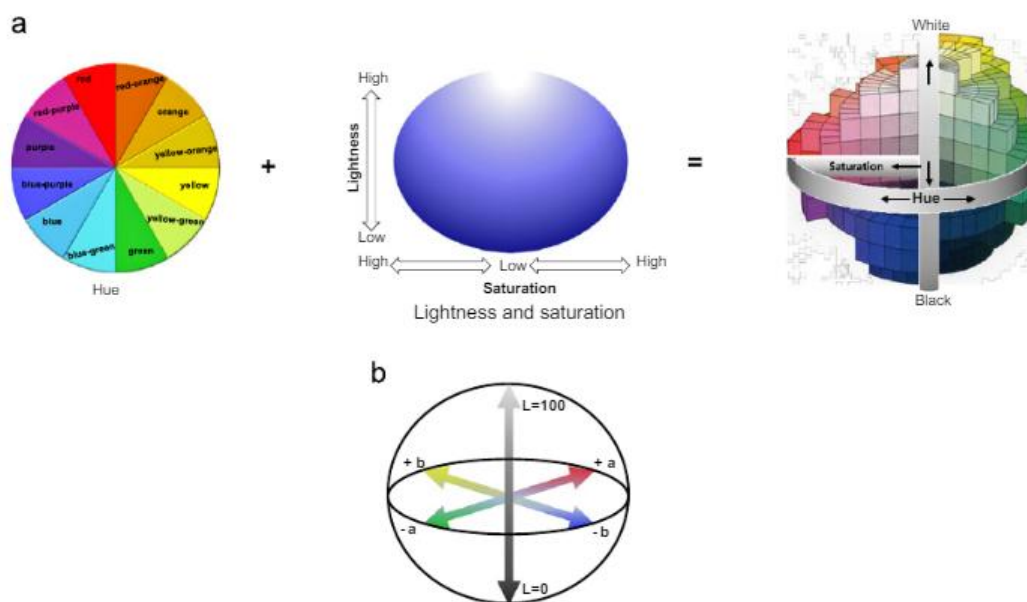 a
red
red-orange
orange
yellow-orange
yellow
yellow-green
green
blue-green
blue
blue-purple
purple
red-purple
Hue
+
High
Lightness
Low
High
Low
High
Saturation
Lightness and saturation
=
White
Saturation
Hue
Black
b
L=100
+ b
+ a
- a
- b
L=0